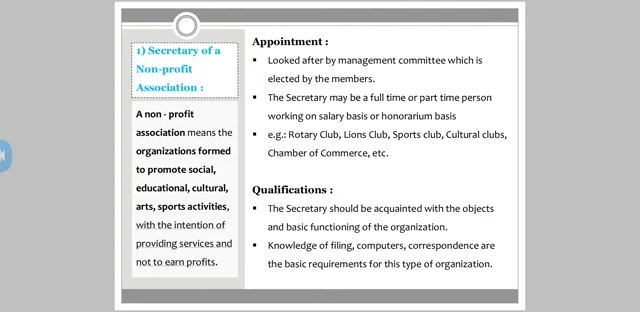 1) Secretary of a
Non-profit
Association :
A non - profit
association means the
organizations formed
to promote social,
educational, cultural,
arts, sports activities,
with the intention of
providing services and
not to earn profits.
Appointment :
▪ Looked after by management committee which is
elected by the members.
▪ The Secretary may be a full time or part time person
working on salary basis or honorarium basis
▪ e.g.: Rotary Club, Lions Club, Sports club, Cultural clubs,
Chamber of Commerce, etc.
Qualifications :
▪ The Secretary should be acquainted with the objects
and basic functioning of the organization.
▪ Knowledge of filing, computers, correspondence are
the basic requirements for this type of organization.